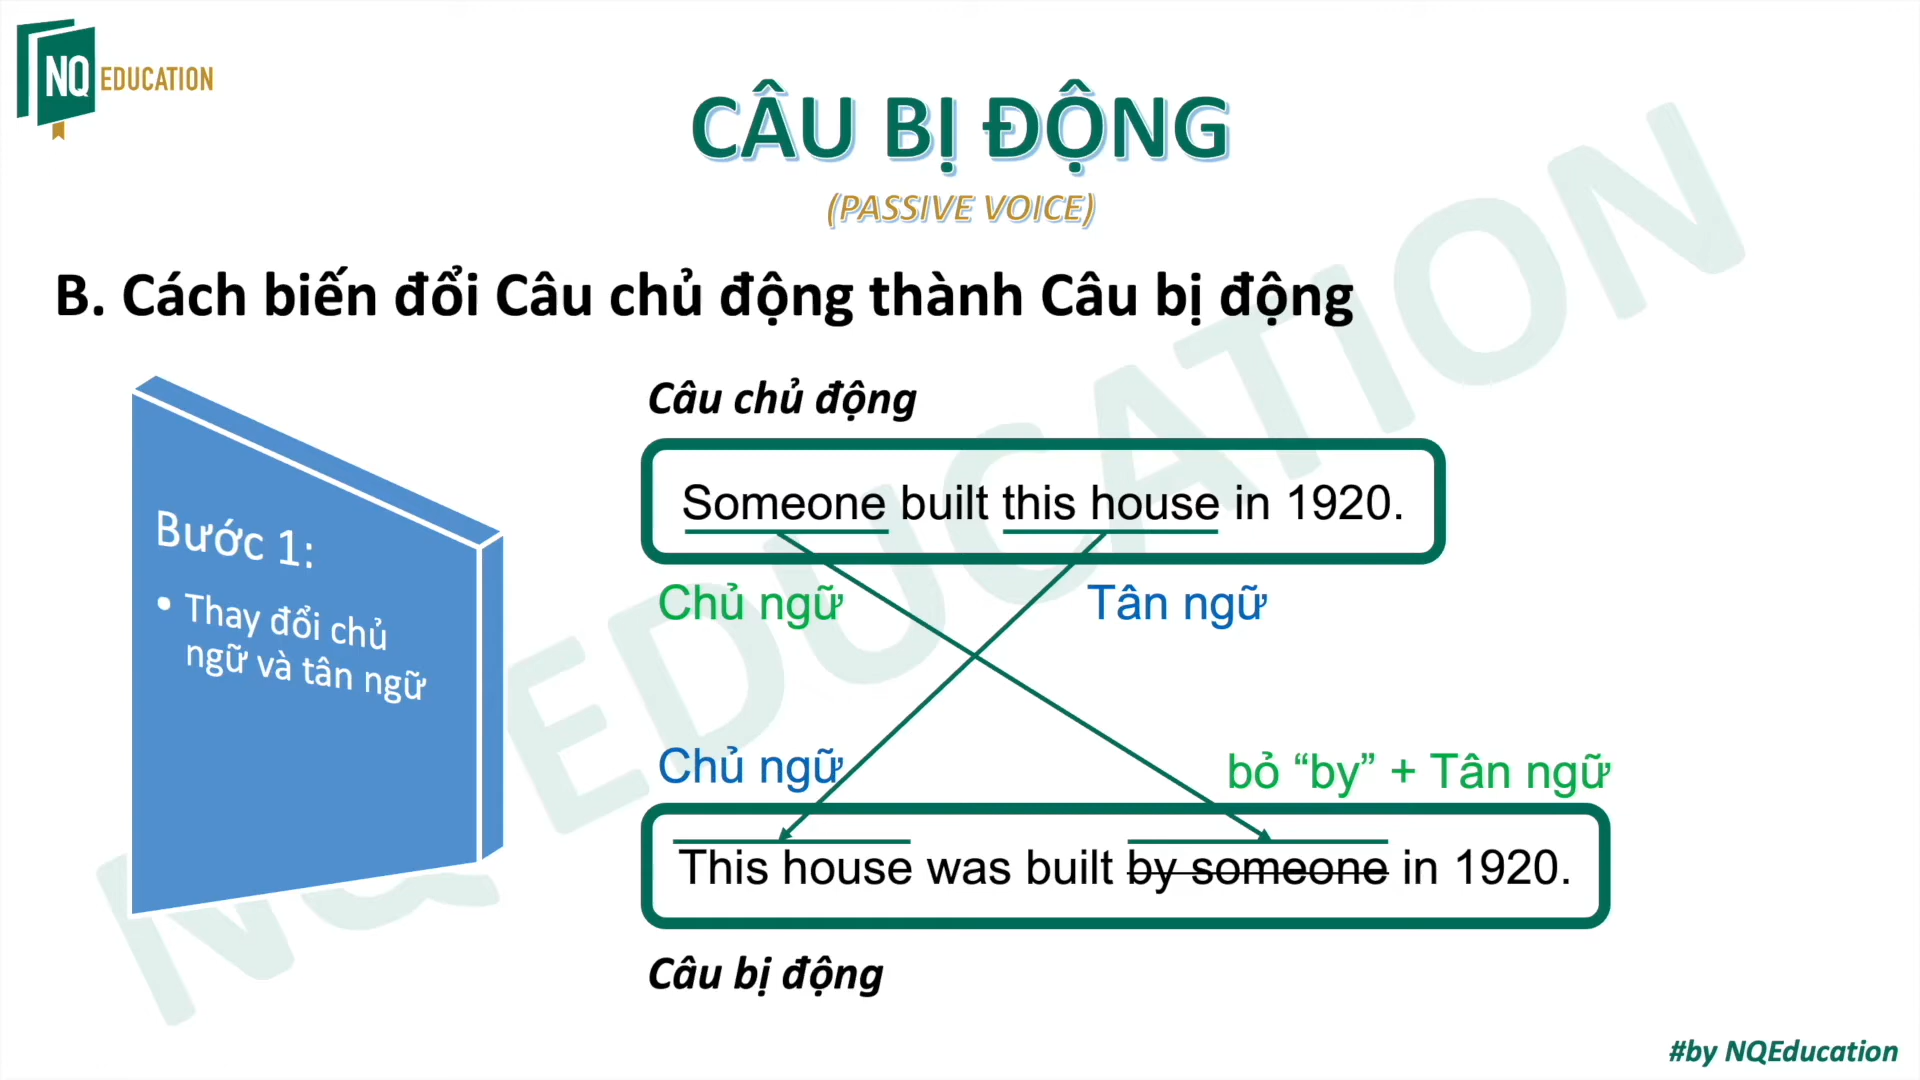 NQ EDUCATION
CÂU BỊ ĐỘNG
(PASSIVE VOICE)
B. Cách biến đổi Câu chủ động thành Câu bị động
Bước 1:
• Thay đổi chủ
ngữ và tân ngữ
Câu chủ động
Someone built this house in 1920.
Chủ ngữ
Tân ngữ
Chủ ngữ
bỏ “by” + Tân ngữ
This house was built by someone in 1920.
Câu bị động
NQ EDUCATION
#by NQEducation